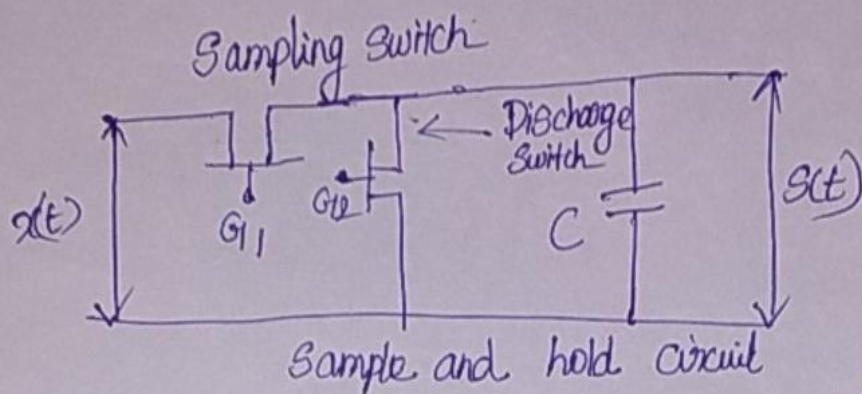 Sampling switch
Discharge
switch
x(t)
G1
G2
C
S(t)
Sample and hold circuit